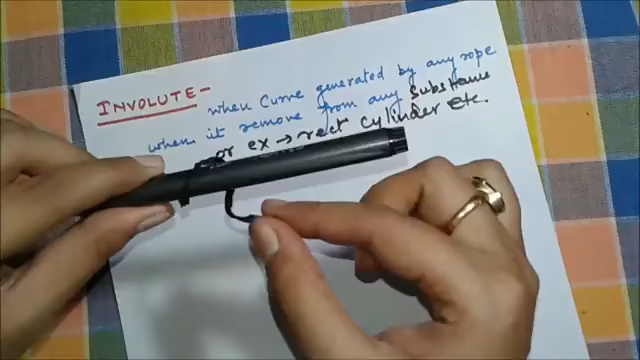 INVOLUTE- when curve generated by any rope
when it remove from any Substance
or ex → rect cylinder etc.